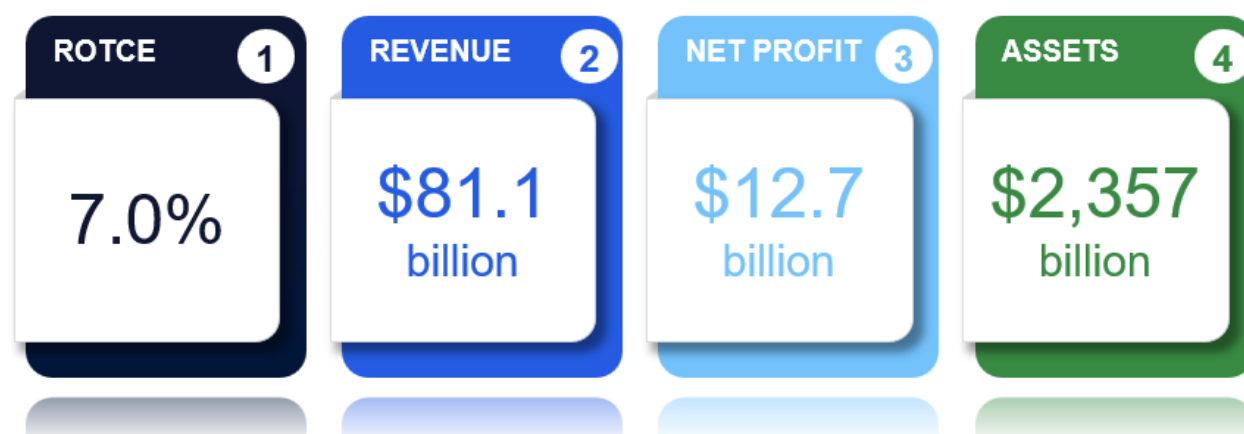 ROTCE 1
7.0%
REVENUE 2
$81.1
billion
NET PROFIT 3
$12.7
billion
ASSETS 4
$2,357
billion